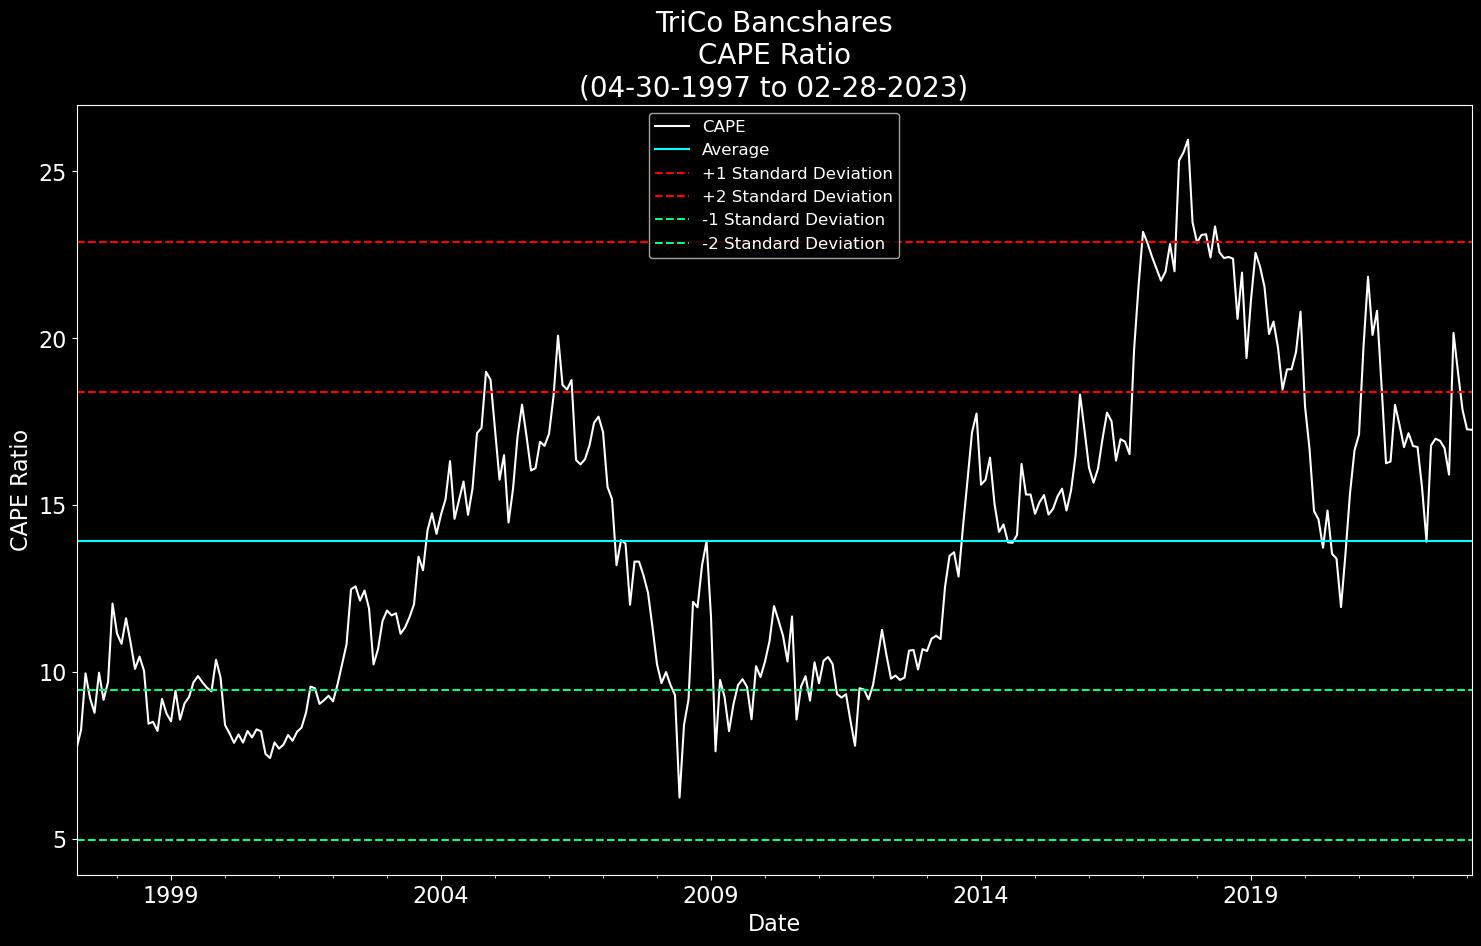 TriCo Bancshares
CAPE Ratio
(04-30-1997 to 02-28-2023)
CAPE
Average
+1 Standard Deviation
+2 Standard Deviation
-1 Standard Deviation
-2 Standard Deviation
25
20
15
10
5
CAPE Ratio
1999
2004
2009
2014
2019
Date